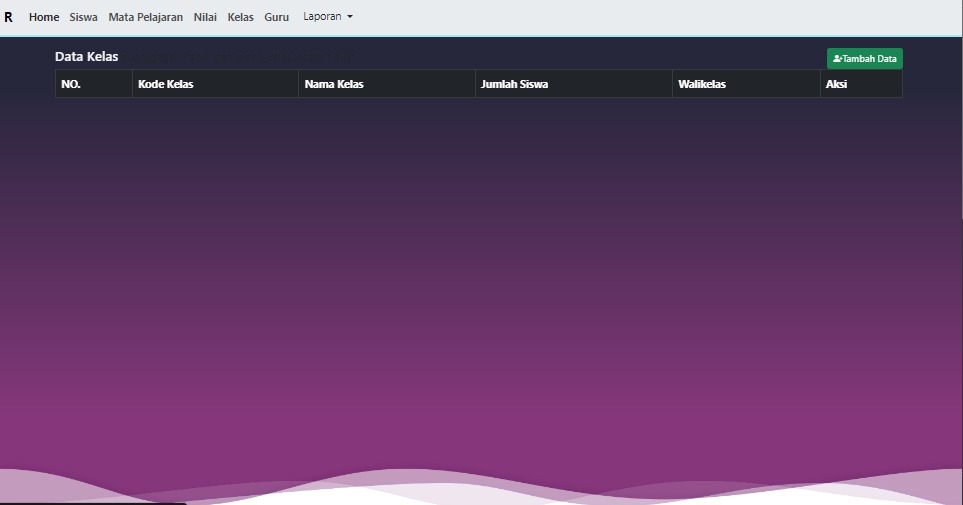 R Home Siswa Mata Pelajaran Nilai Kelas Guru Laporan
Data Kelas
Tambah Data
NO. Kode Kelas Nama Kelas Jumlah Siswa Walikelas Aksi